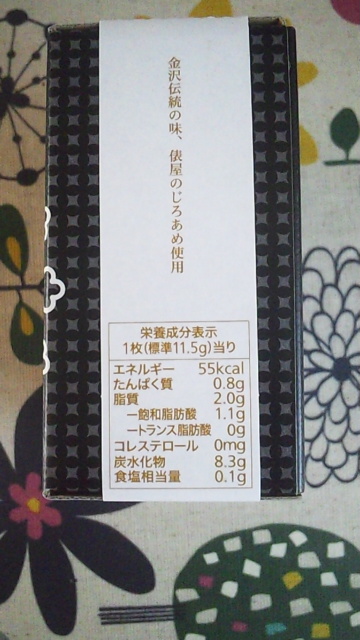 金沢伝統の味、俵屋のじろあめ使用
栄養成分表示
1枚(標準11.5g)当り
エネルギー 55kcal
たんぱく質 0.8g
脂質 2.0g
ー飽和脂肪酸 1.1g
ートランス脂肪酸 0g
コレステロール 0mg
炭水化物 8.3g
食塩相当量 0.1g